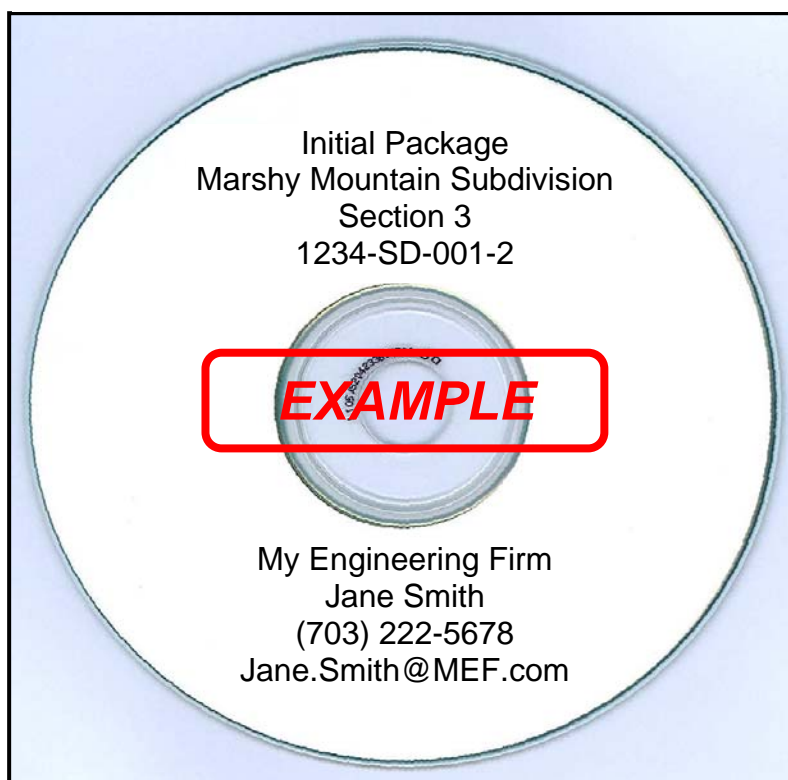 Initial Package
Marshy Mountain Subdivision
Section 3
1234-SD-001-2
EXAMPLE
My Engineering Firm
Jane Smith
(703) 222-5678
Jane.Smith@MEF.com